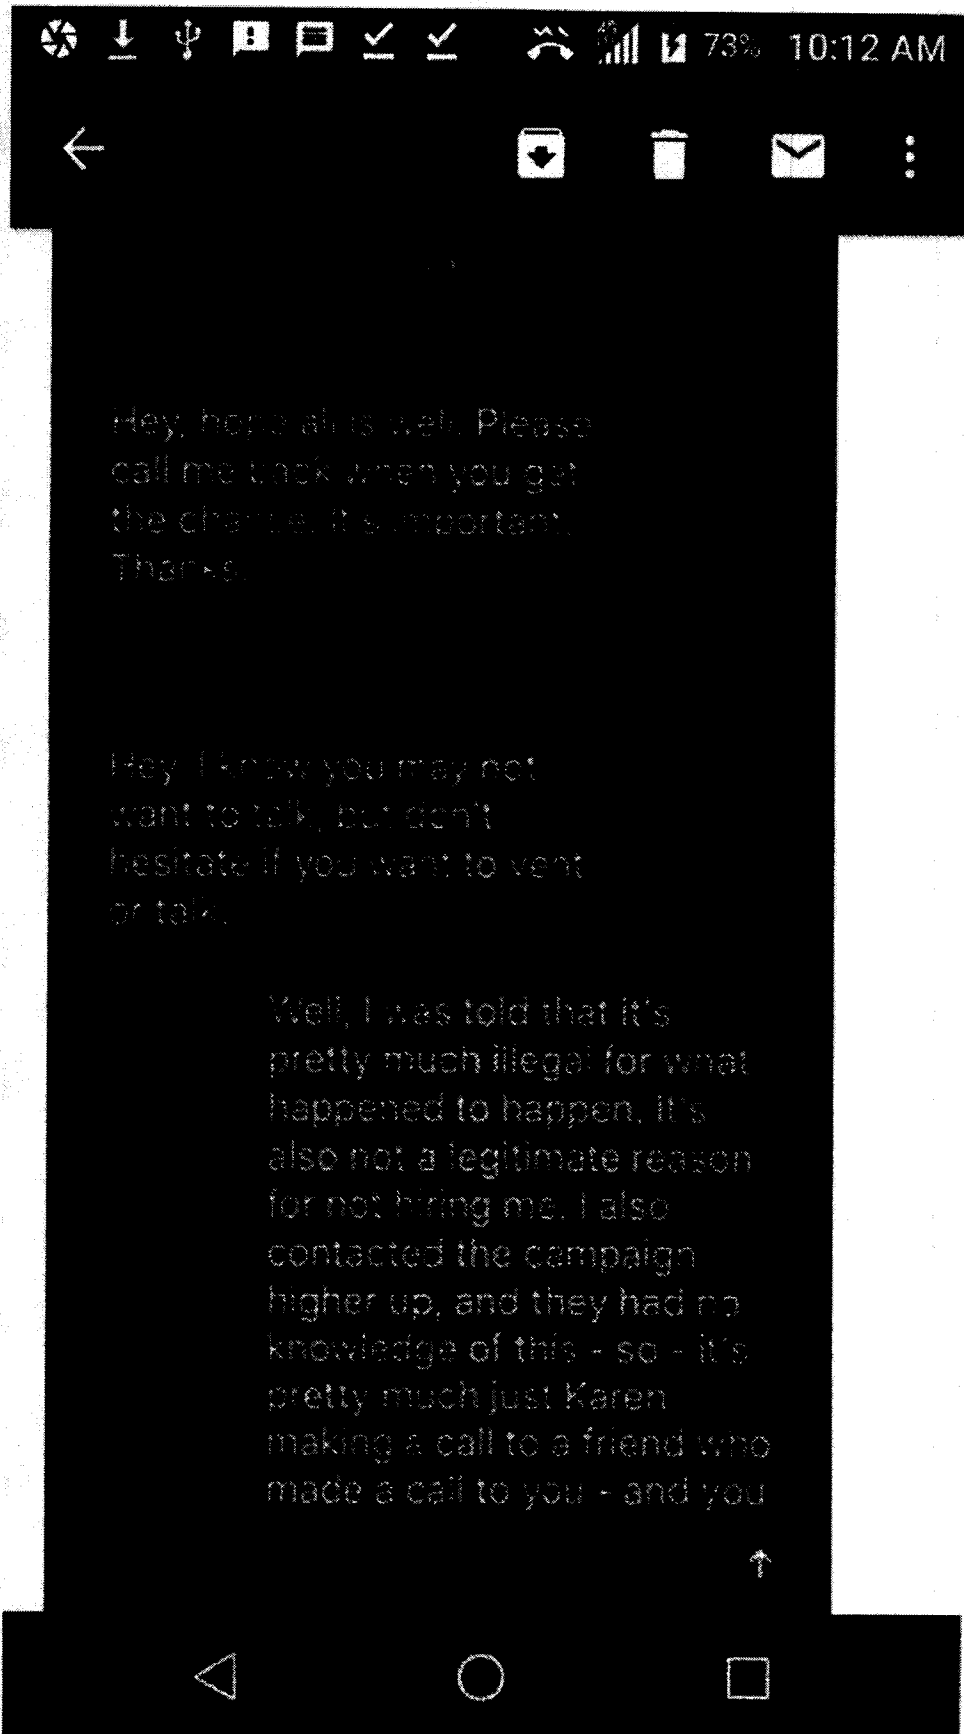 73% 10:12 AM
Hey, hope all is well. Please
call me back when you get
the chance. It's important.
Thanks.
Hey, I know you may not
want to talk, but don't
hesitate if you want to vent
or talk.
Well, I was told that it's
pretty much illegal for what
happened to happen. It's
also not a legitimate reason
for not hiring me. I also
contacted the campaign
higher up, and they had no
knowledge of this - so - it's
pretty much just Karen
making a call to a friend who
made a call to you - and you